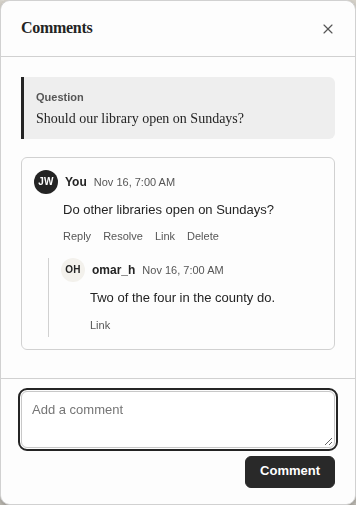 Comments
Question
Should our library open on Sundays?
JW You Nov 16, 7:00 AM
Do other libraries open on Sundays?
Reply Resolve Link Delete
OH omar_h Nov 16, 7:00 AM
Two of the four in the county do.
Link
Add a comment
Comment